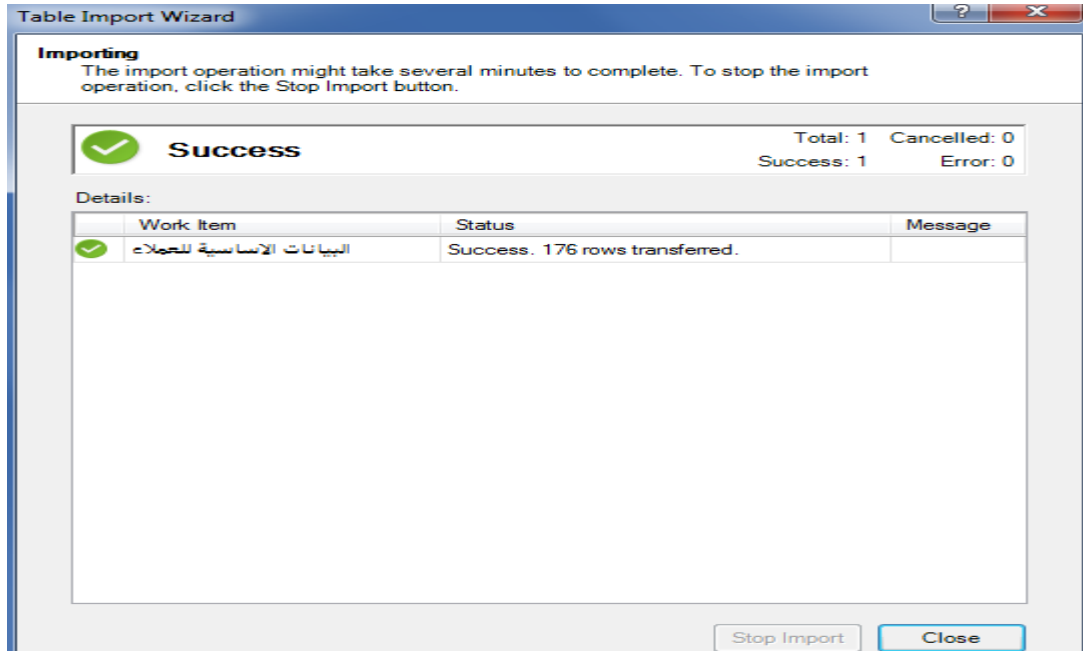 Table Import Wizard
Importing
The import operation might take several minutes to complete. To stop the import
operation, click the Stop Import button.
Success
Total: 1 Cancelled: 0
Success: 1 Error: 0
Details:
Work Item Status Message
البيانات الاساسية للعملاء Success. 176 rows transferred.
Stop Import Close